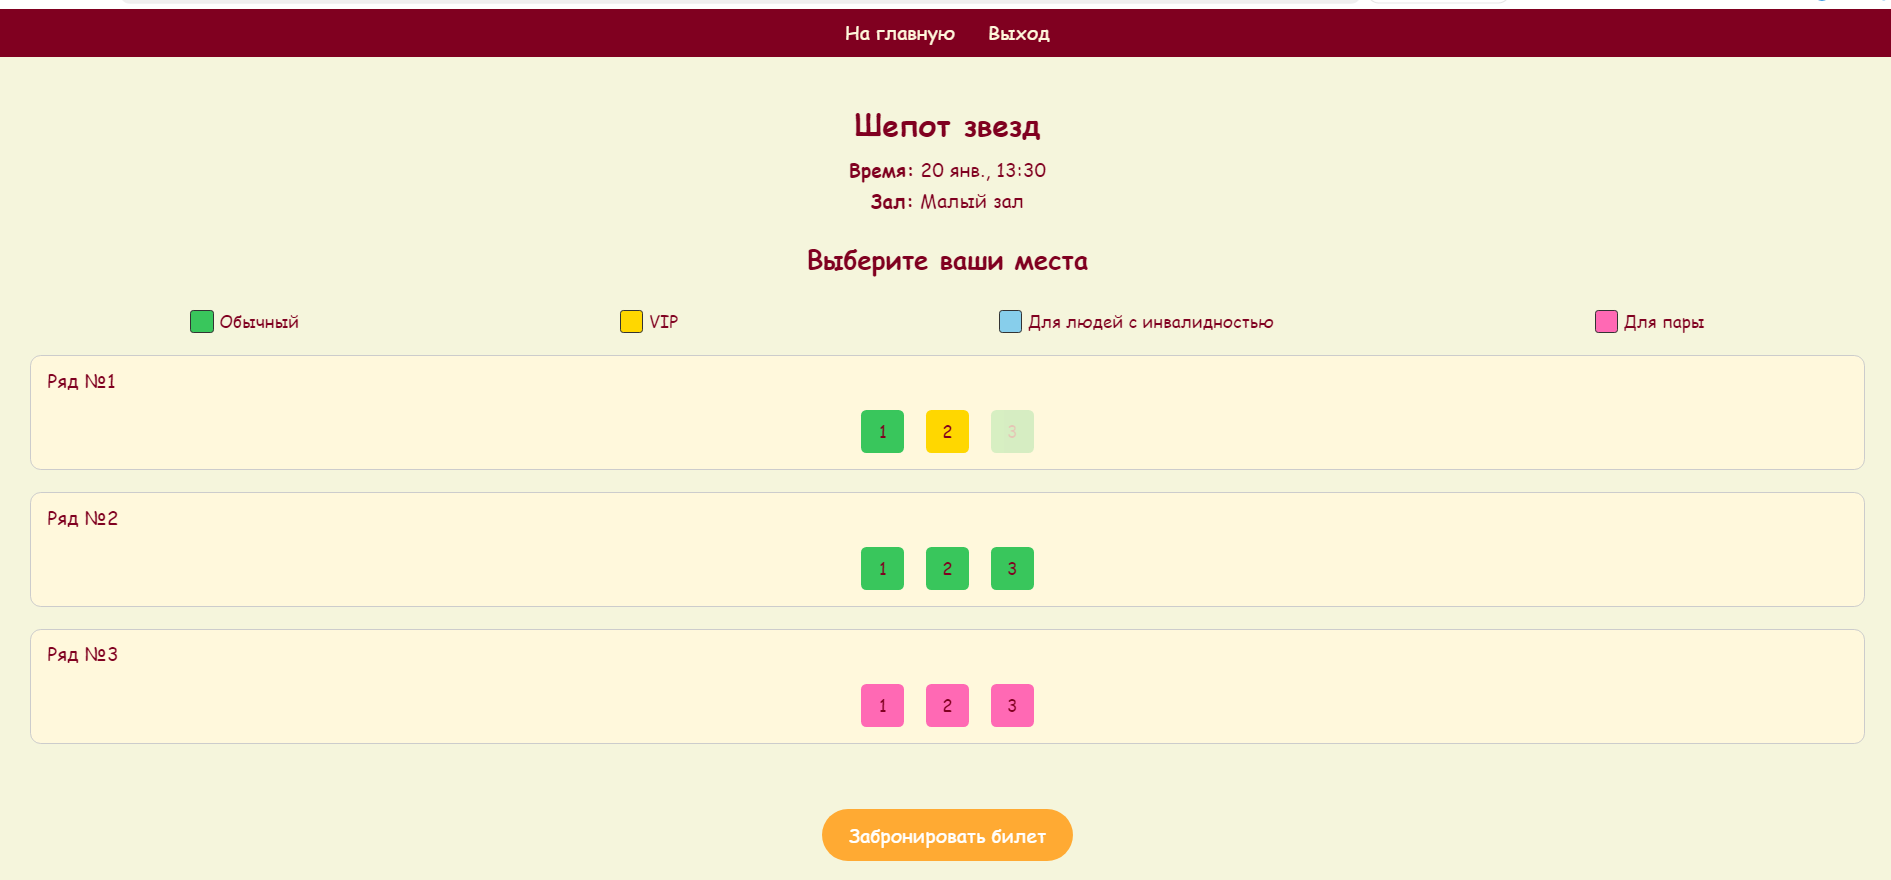 На главную Выход
Шепот звезд
Время: 20 янв., 13:30
Зал: Малый зал
Выберите ваши места
Обычный VIP Для людей с инвалидностью Для пары
Ряд №1
1 2 3
Ряд №2
1 2 3
Ряд №3
1 2 3
Забронировать билет